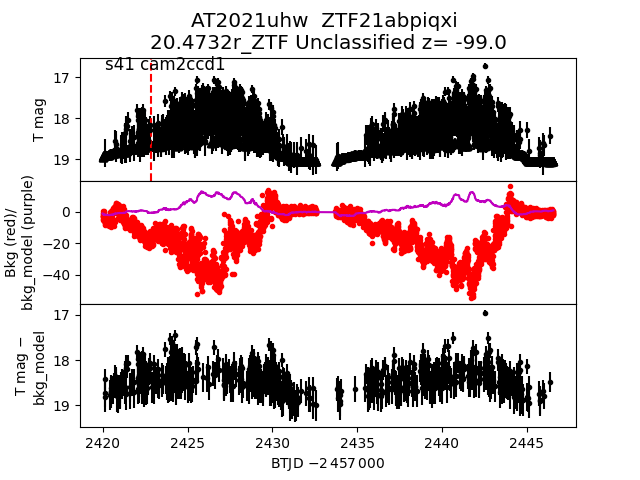 AT2021uhw ZTF21abpiqxi
20.4732r_ZTF Unclassified z= -99.0
s41 cam2ccd1
T mag
17
18
19
Bkg (red)/
bkg_model (purple)
0
−20
−40
T mag −
bkg_model
17
18
19
2420 2425 2430 2435 2440 2445
BTJD −2 457 000